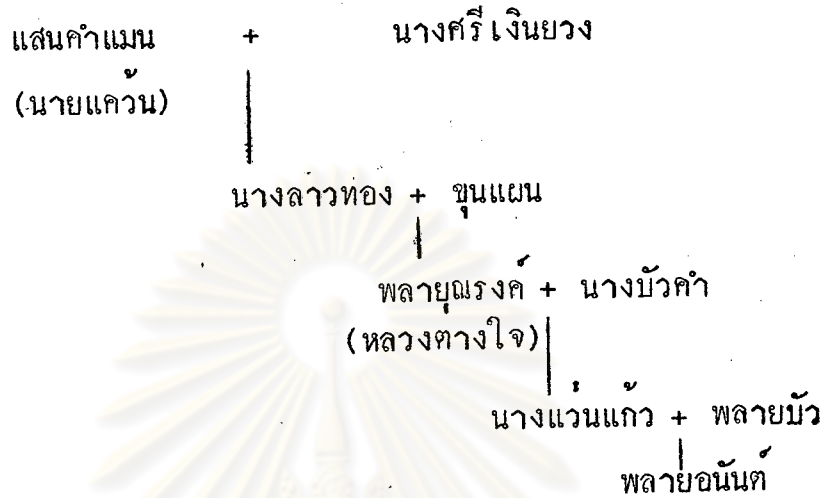 แสนคำแมน + นางศรีเงินยวง
(นายแคว้น)
นางลาวทอง + ขุนแผน
พลายุณรงค์ + นางบัวคำ
(หลวงต่างใจ)
นางแว่นแก้ว + พลายบัว
พลายอนันต์